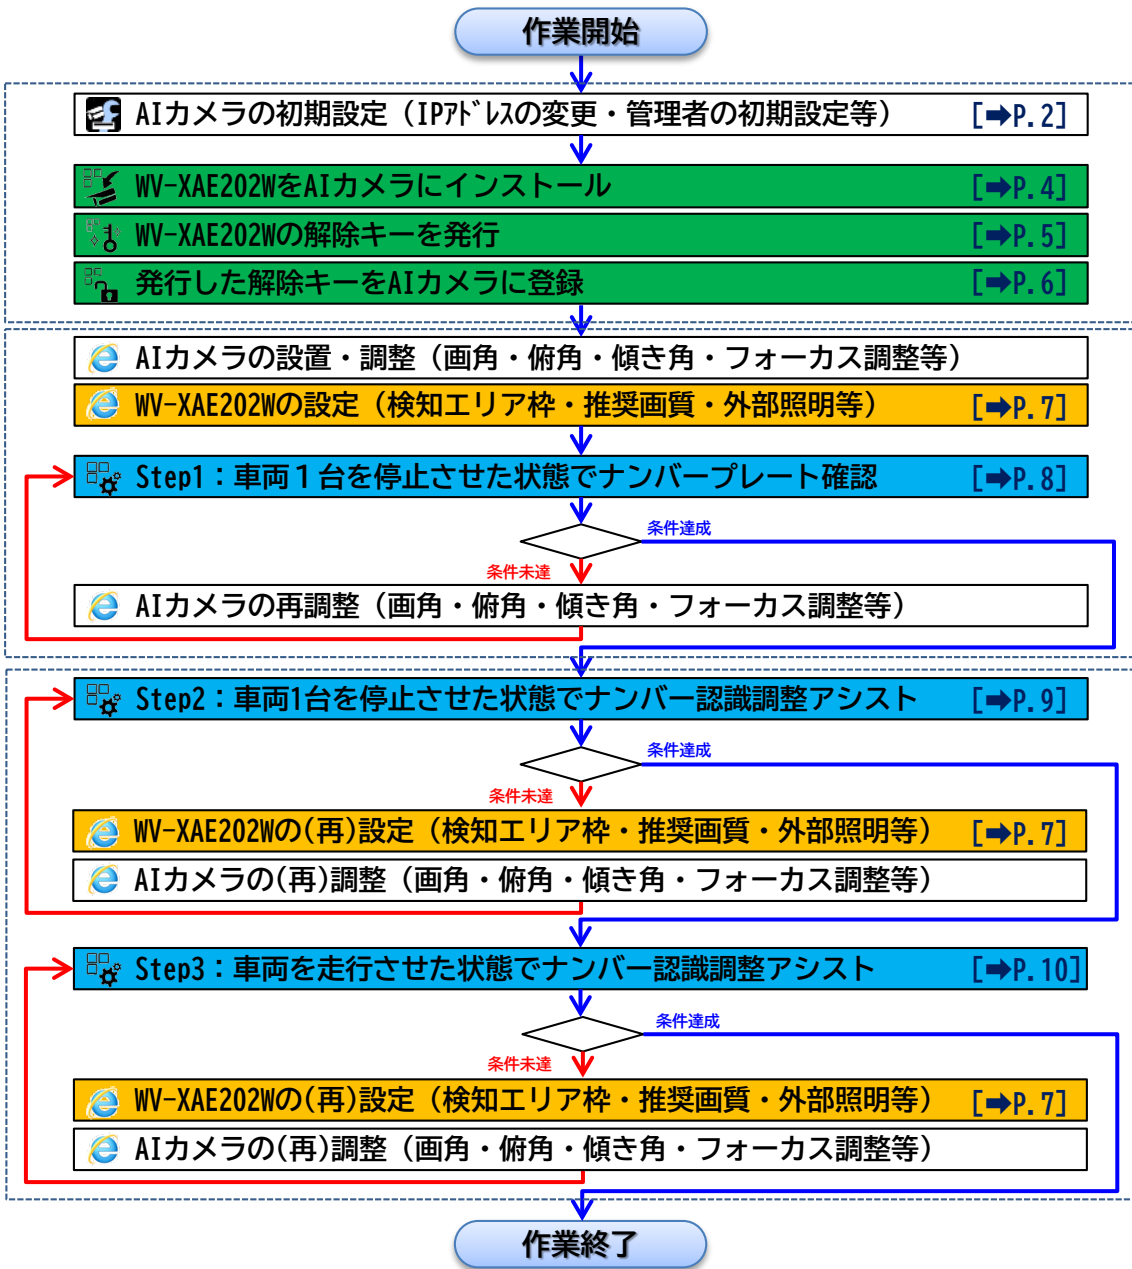 作業開始
AIカメラの初期設定（IPｱﾄﾞﾚｽの変更・管理者の初期設定等） [➡P.2]
WV-XAE202WをAIカメラにインストール [➡P.4]
WV-XAE202Wの解除キーを発行 [➡P.5]
発行した解除キーをAIカメラに登録 [➡P.6]
AIカメラの設置・調整（画角・俯角・傾き角・フォーカス調整等）
WV-XAE202Wの設定（検知エリア枠・推奨画質・外部照明等） [➡P.7]
Step1：車両１台を停止させた状態でナンバープレート確認 [➡P.8]
条件達成
条件未達
AIカメラの再調整（画角・俯角・傾き角・フォーカス調整等）
Step2：車両1台を停止させた状態でナンバー認識調整アシスト [➡P.9]
条件達成
条件未達
WV-XAE202Wの(再)設定（検知エリア枠・推奨画質・外部照明等） [➡P.7]
AIカメラの(再)調整（画角・俯角・傾き角・フォーカス調整等）
Step3：車両を走行させた状態でナンバー認識調整アシスト [➡P.10]
条件達成
条件未達
WV-XAE202Wの(再)設定（検知エリア枠・推奨画質・外部照明等） [➡P.7]
AIカメラの(再)調整（画角・俯角・傾き角・フォーカス調整等）
作業終了